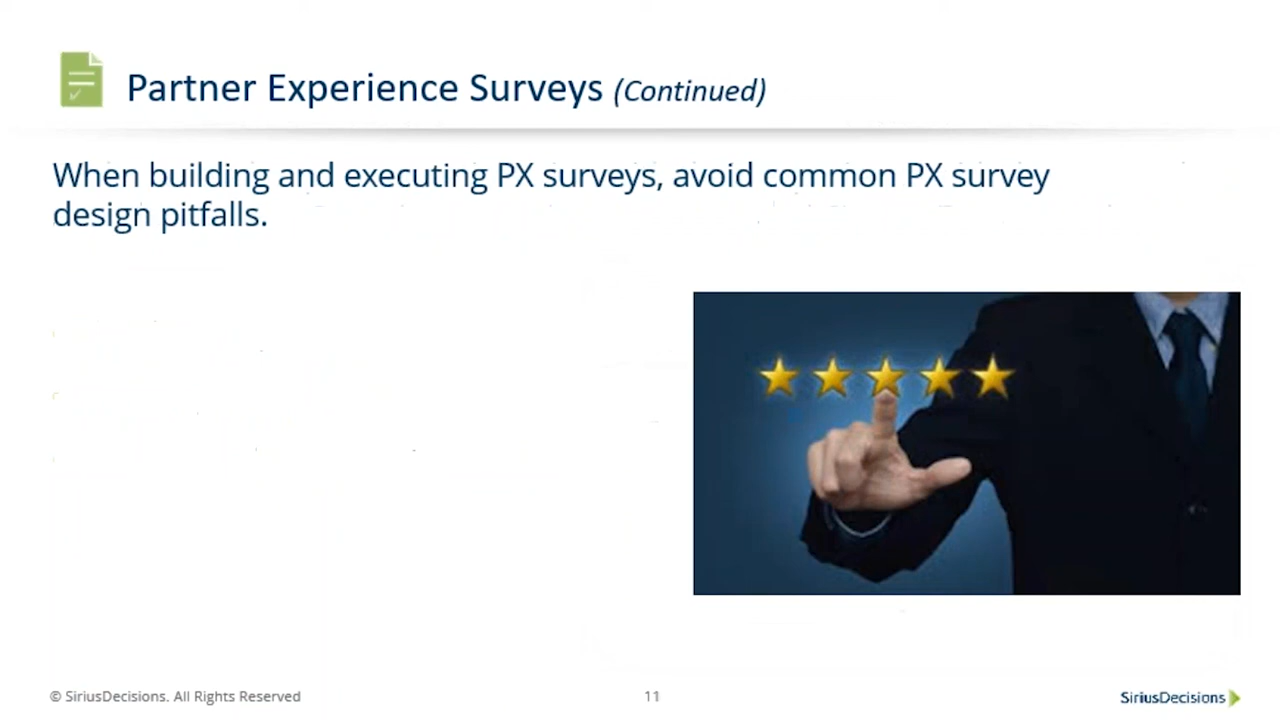 Partner Experience Surveys (Continued)
When building and executing PX surveys, avoid common PX survey
design pitfalls.
© SiriusDecisions. All Rights Reserved
11
SiriusDecisions